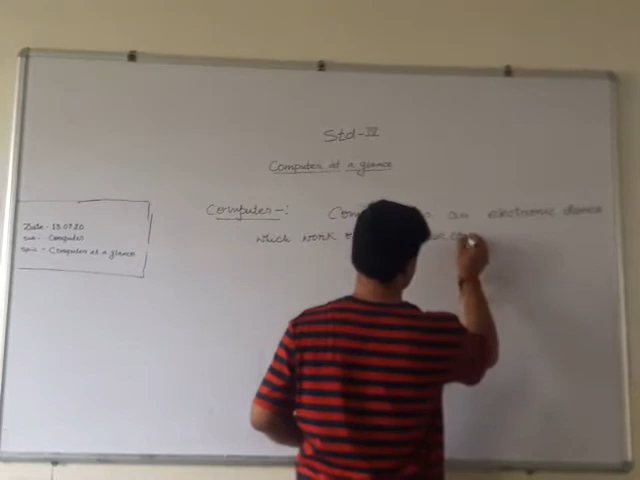 Std-IV
Computer at a glance
Computer-: an electronic device
which work
Date - 13.07.20
Sub: Computer
Topic - Computer at a glance